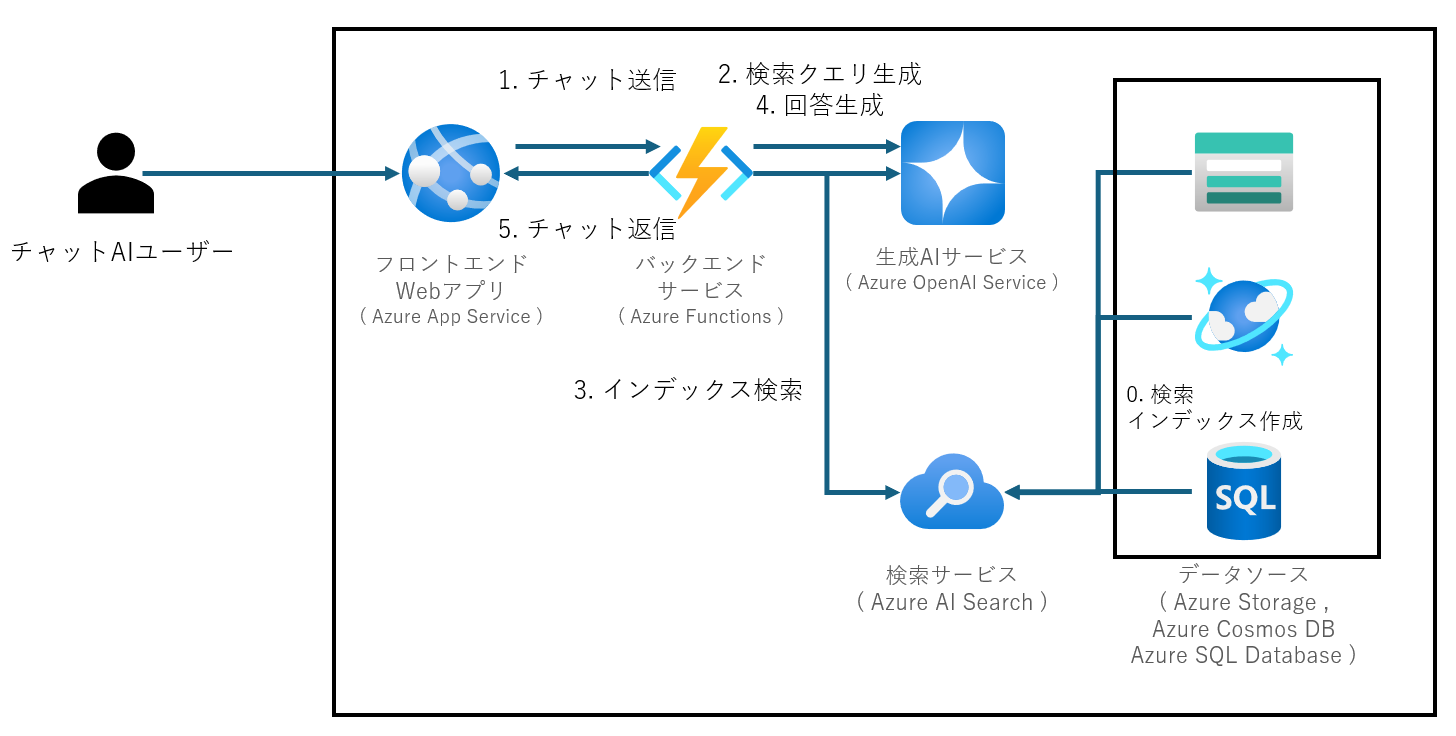 1. チャット送信
2. 検索クエリ生成
4. 回答生成
チャットAIユーザー
5. チャット返信
フロントエンド
Webアプリ
( Azure App Service )
バックエンド
サービス
( Azure Functions )
生成AIサービス
( Azure OpenAI Service )
3. インデックス検索
0. 検索
インデックス作成
SQL
検索サービス
( Azure AI Search )
データソース
( Azure Storage ,
Azure Cosmos DB
Azure SQL Database )